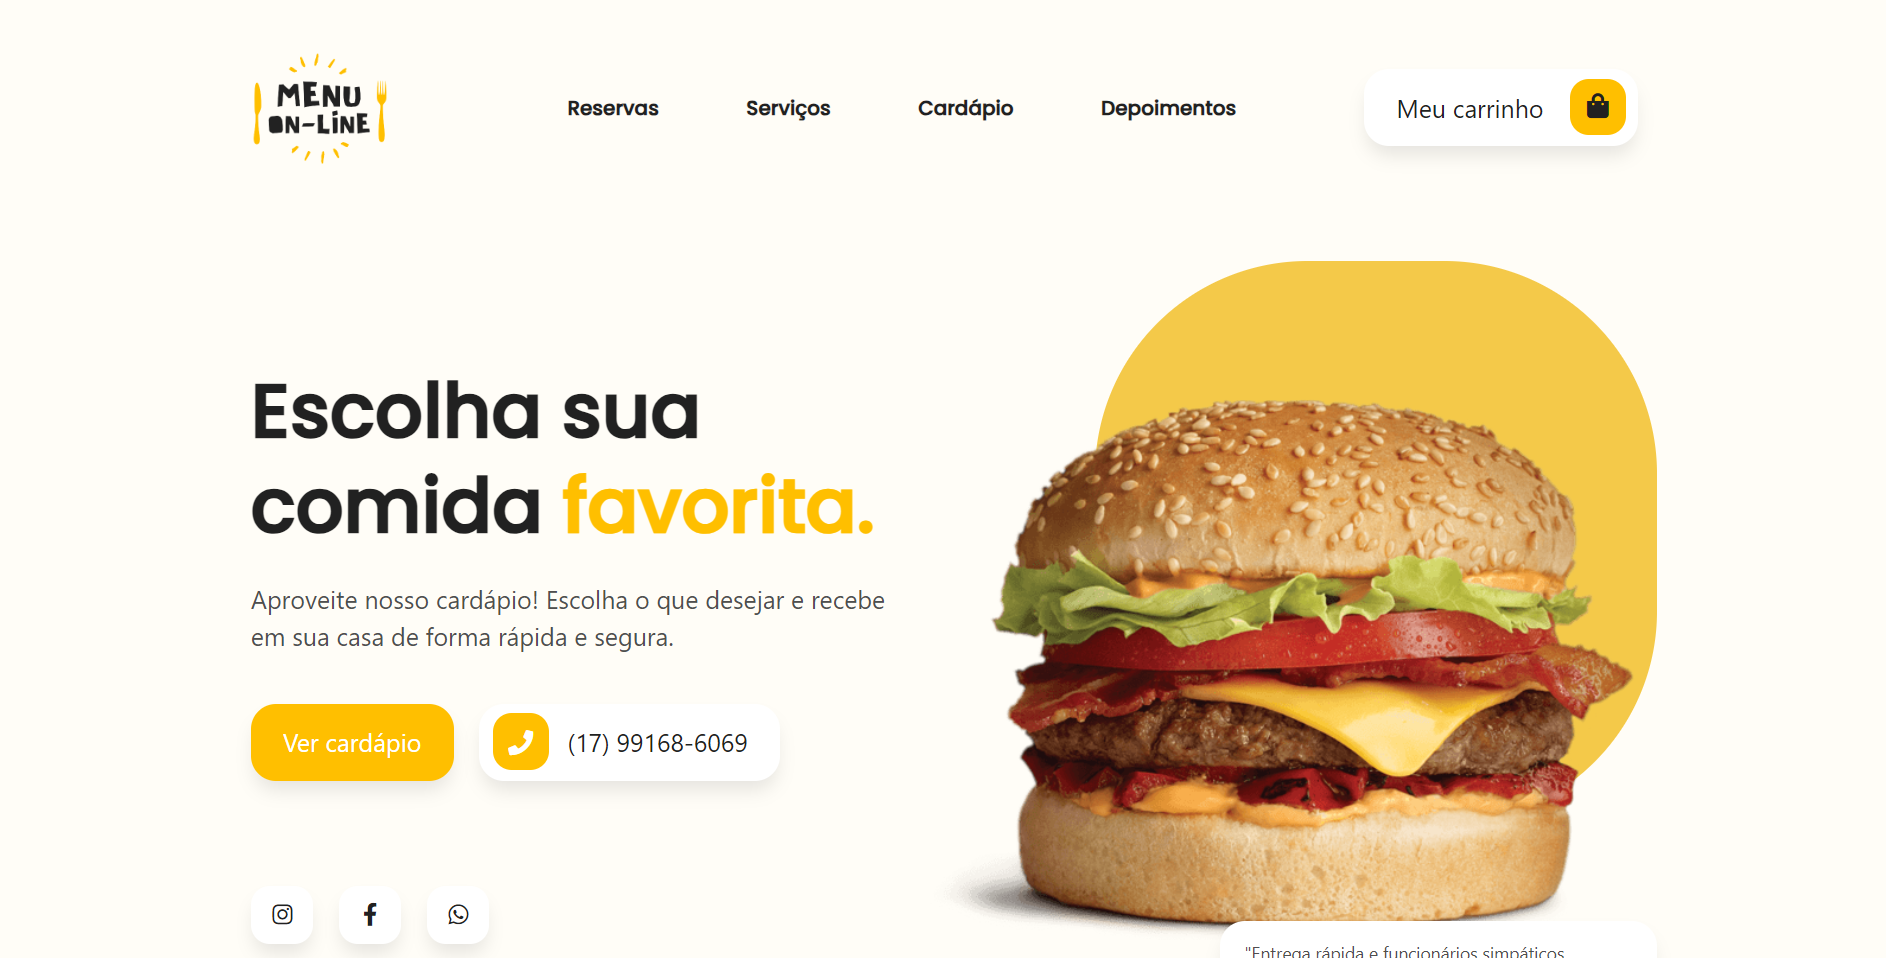 MENU
ON-LINE
Reservas
Serviços
Cardápio
Depoimentos
Meu carrinho
Escolha sua
comida favorita.
Aproveite nosso cardápio! Escolha o que desejar e recebe
em sua casa de forma rápida e segura.
Ver cardápio
(17) 99168-6069
"Entrega rápida e funcionários simpáticos